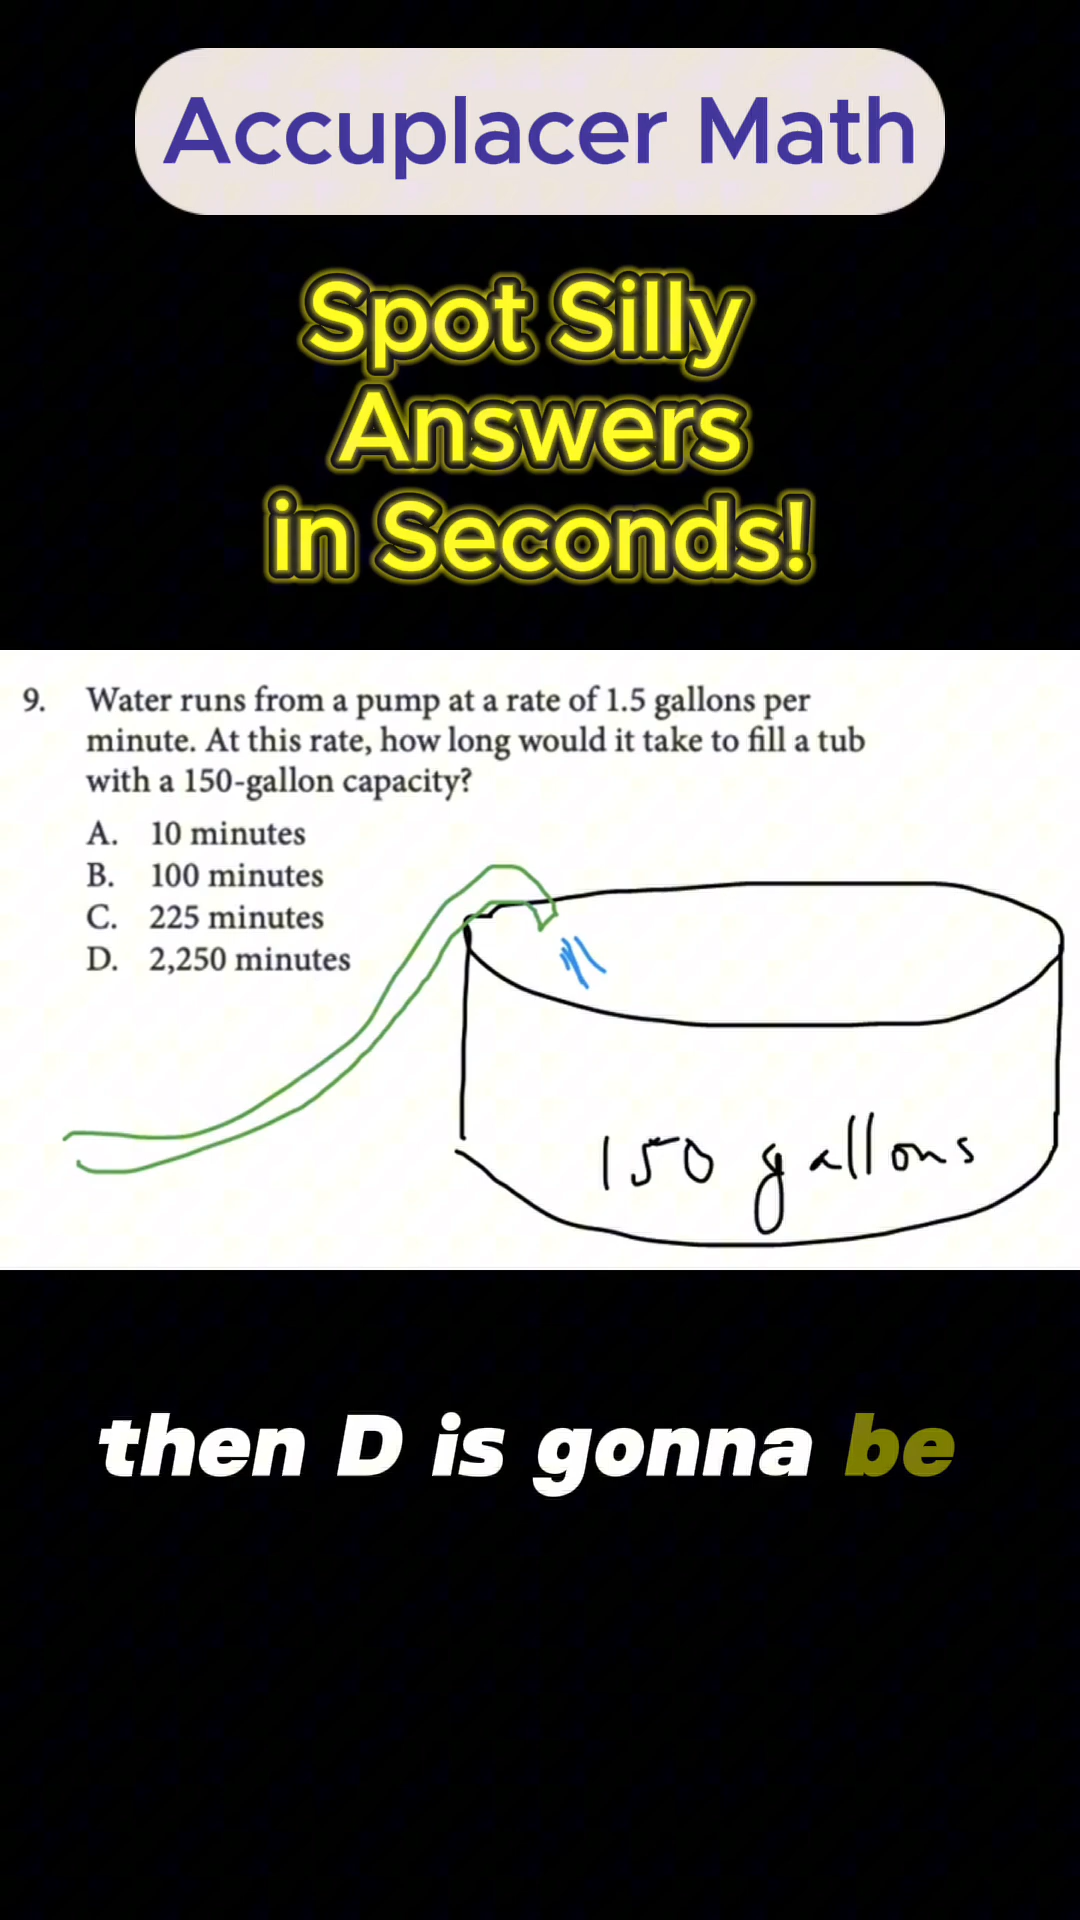 Accuplacer Math
Spot Silly
Answers
in Seconds!
9. Water runs from a pump at a rate of 1.5 gallons per
minute. At this rate, how long would it take to fill a tub
with a 150-gallon capacity?
A. 10 minutes
B. 100 minutes
C. 225 minutes
D. 2,250 minutes
150 gallons
then D is gonna be